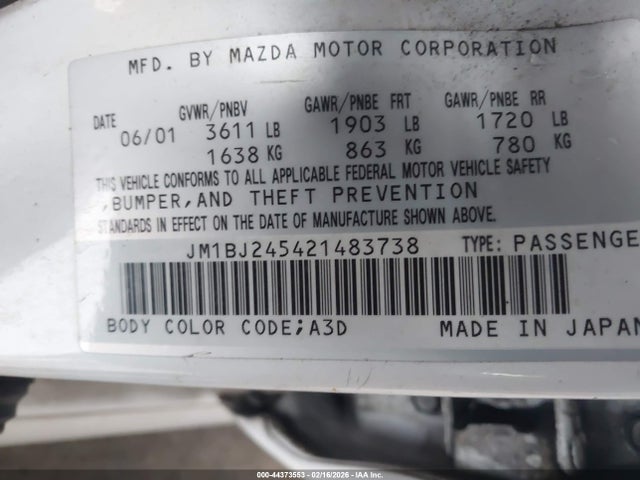 MFD. BY MAZDA MOTOR CORPORATION
DATE GVWR/PNBV GAWR/PNBE FRT GAWR/PNBE RR
06/01 3611 LB 1903 LB 1720 LB
1638 KG 863 KG 780 KG
THIS VEHICLE CONFORMS TO ALL APPLICABLE FEDERAL MOTOR VEHICLE SAFETY
,BUMPER,AND THEFT PREVENTION
STANDARDS IN EFFECT ON THE DATE OF MANUFACTURE SHOWN ABOVE.
JM1BJ245421483738 TYPE: PASSENGE
BODY COLOR CODE;A3D MADE IN JAPAN
000-44373553 - 02/16/2026 - IAA Inc.